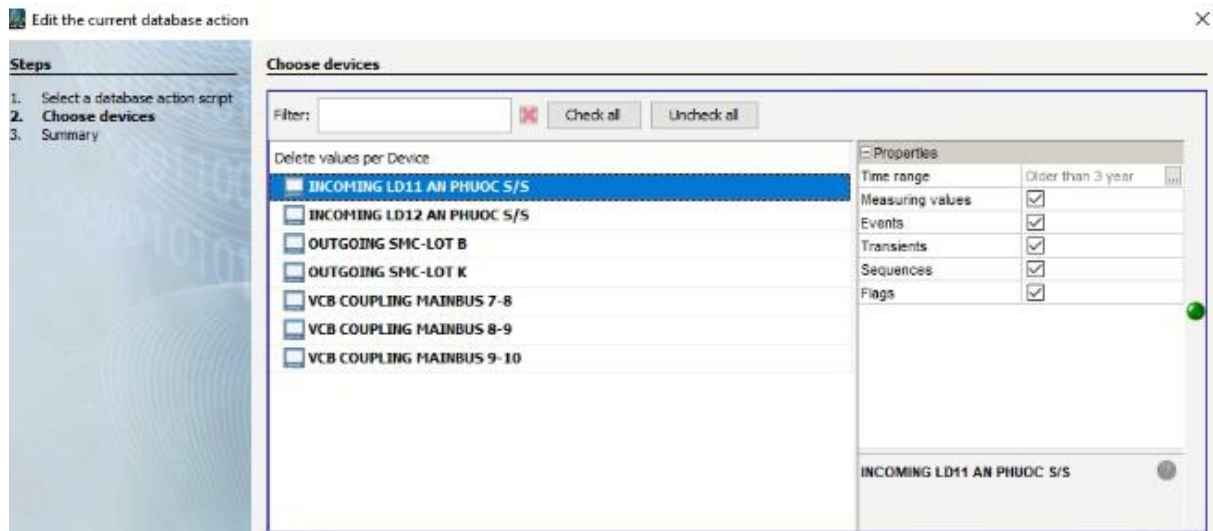 Edit the current database action
Steps
1. Select a database action script
2. Choose devices
3. Summary
Choose devices
Filter:
Check all
Uncheck all
Delete values per Device
INCOMING LD11 AN PHUOC S/S
INCOMING LD12 AN PHUOC S/S
OUTGOING SMC-LOT B
OUTGOING SMC-LOT K
VCB COUPLING MAINBUS 7-8
VCB COUPLING MAINBUS 8-9
VCB COUPLING MAINBUS 9-10
Properties
Time range Older than 3 year ...
Measuring values
Events
Transients
Sequences
Flags
INCOMING LD11 AN PHUOC S/S